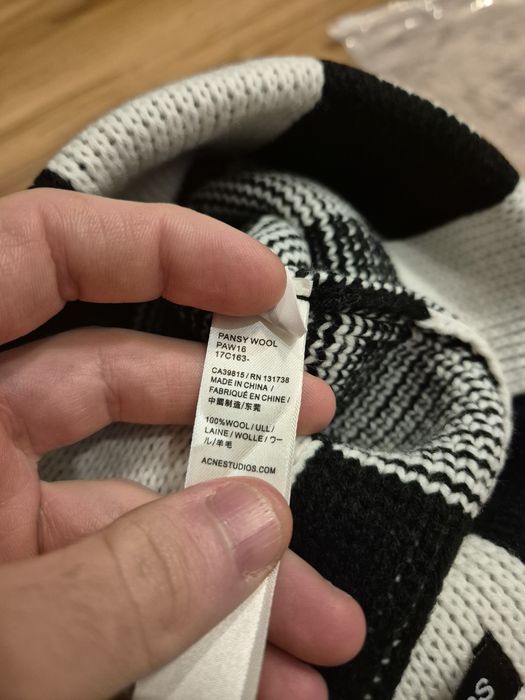 PANSY WOOL
PAW16
17C163-
CA39815 / RN 131738
MADE IN CHINA /
FABRIQUÉ EN CHINE /
中國制造/东莞
100%WOOL / ULL /
LAINE / WOLLE / ウー
ル/羊毛
ACNESTUDIOS.COM